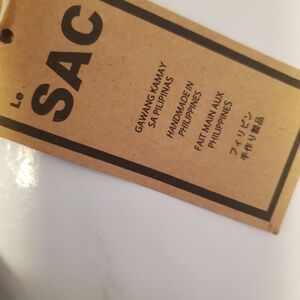 Le
SAC
GAWANG KAMAY
SA PILIPINAS
HANDMADE IN
PHILIPPINES
FAIT MAIN AUX
PHILIPPINES
フィリピン
手作り製品